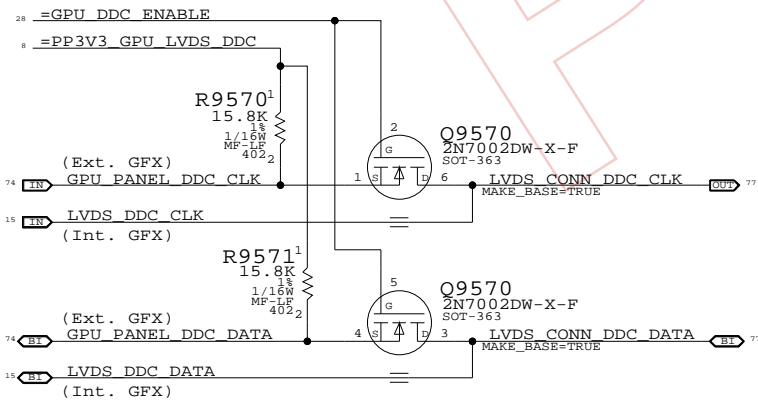 28 =GPU_DDC_ENABLE
8 =PP3V3_GPU_LVDS_DDC
R9570 1
15.8K
1%
1/16W
MF-LF
402 2
2
Q9570
2N7002DW-X-F
SOT-363
G
S D
(Ext. GFX)
74 IN GPU_PANEL_DDC_CLK 1 6 LVDS_CONN_DDC_CLK OUT 77
MAKE_BASE=TRUE
15 IN LVDS_DDC_CLK
(Int. GFX)
R9571 1
15.8K
1%
1/16W
MF-LF
402 2
5
Q9570
2N7002DW-X-F
SOT-363
G
S D
(Ext. GFX)
74 BI GPU_PANEL_DDC_DATA 4 3 LVDS_CONN_DDC_DATA BI 77
MAKE_BASE=TRUE
15 BI LVDS_DDC_DATA
(Int. GFX)